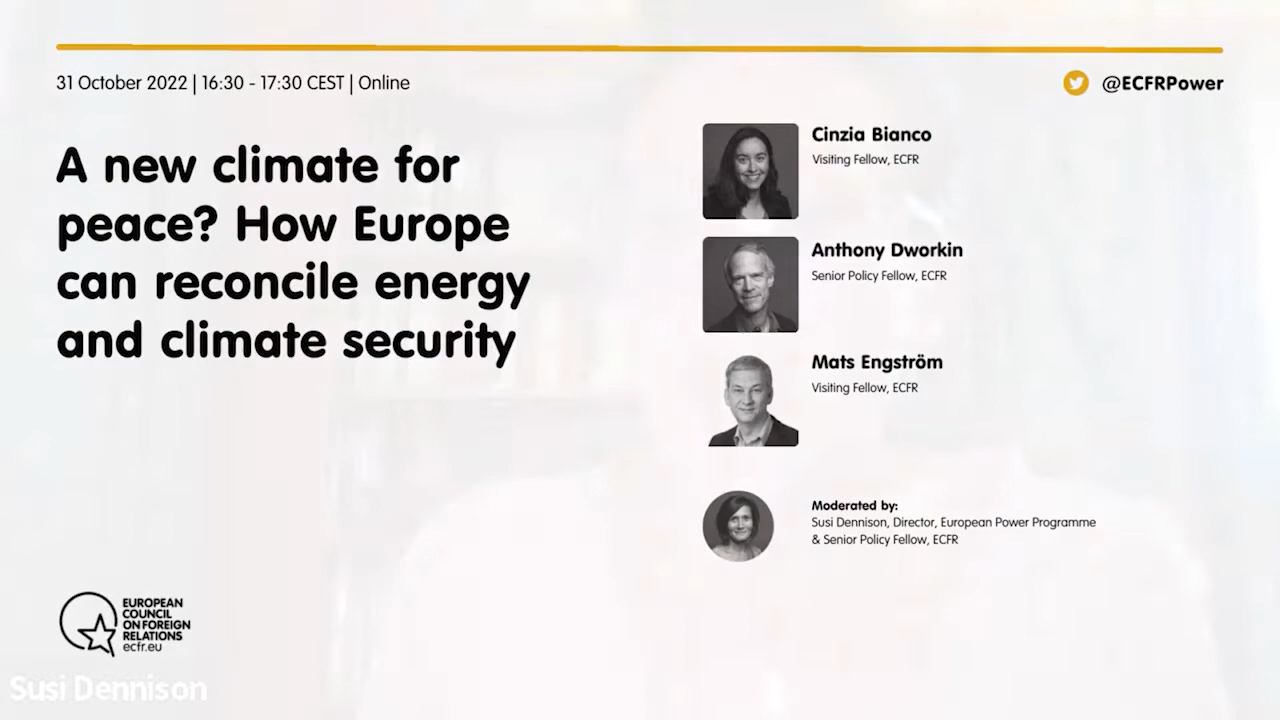 31 October 2022 | 16:30 - 17:30 CEST | Online
@ECFRPower
A new climate for
peace? How Europe
can reconcile energy
and climate security
Cinzia Bianco
Visiting Fellow, ECFR
Anthony Dworkin
Senior Policy Fellow, ECFR
Mats Engström
Visiting Fellow, ECFR
Moderated by:
Susi Dennison, Director, European Power Programme
& Senior Policy Fellow, ECFR
EUROPEAN
COUNCIL
ON FOREIGN
RELATIONS
ecfr.eu
Susi Dennison